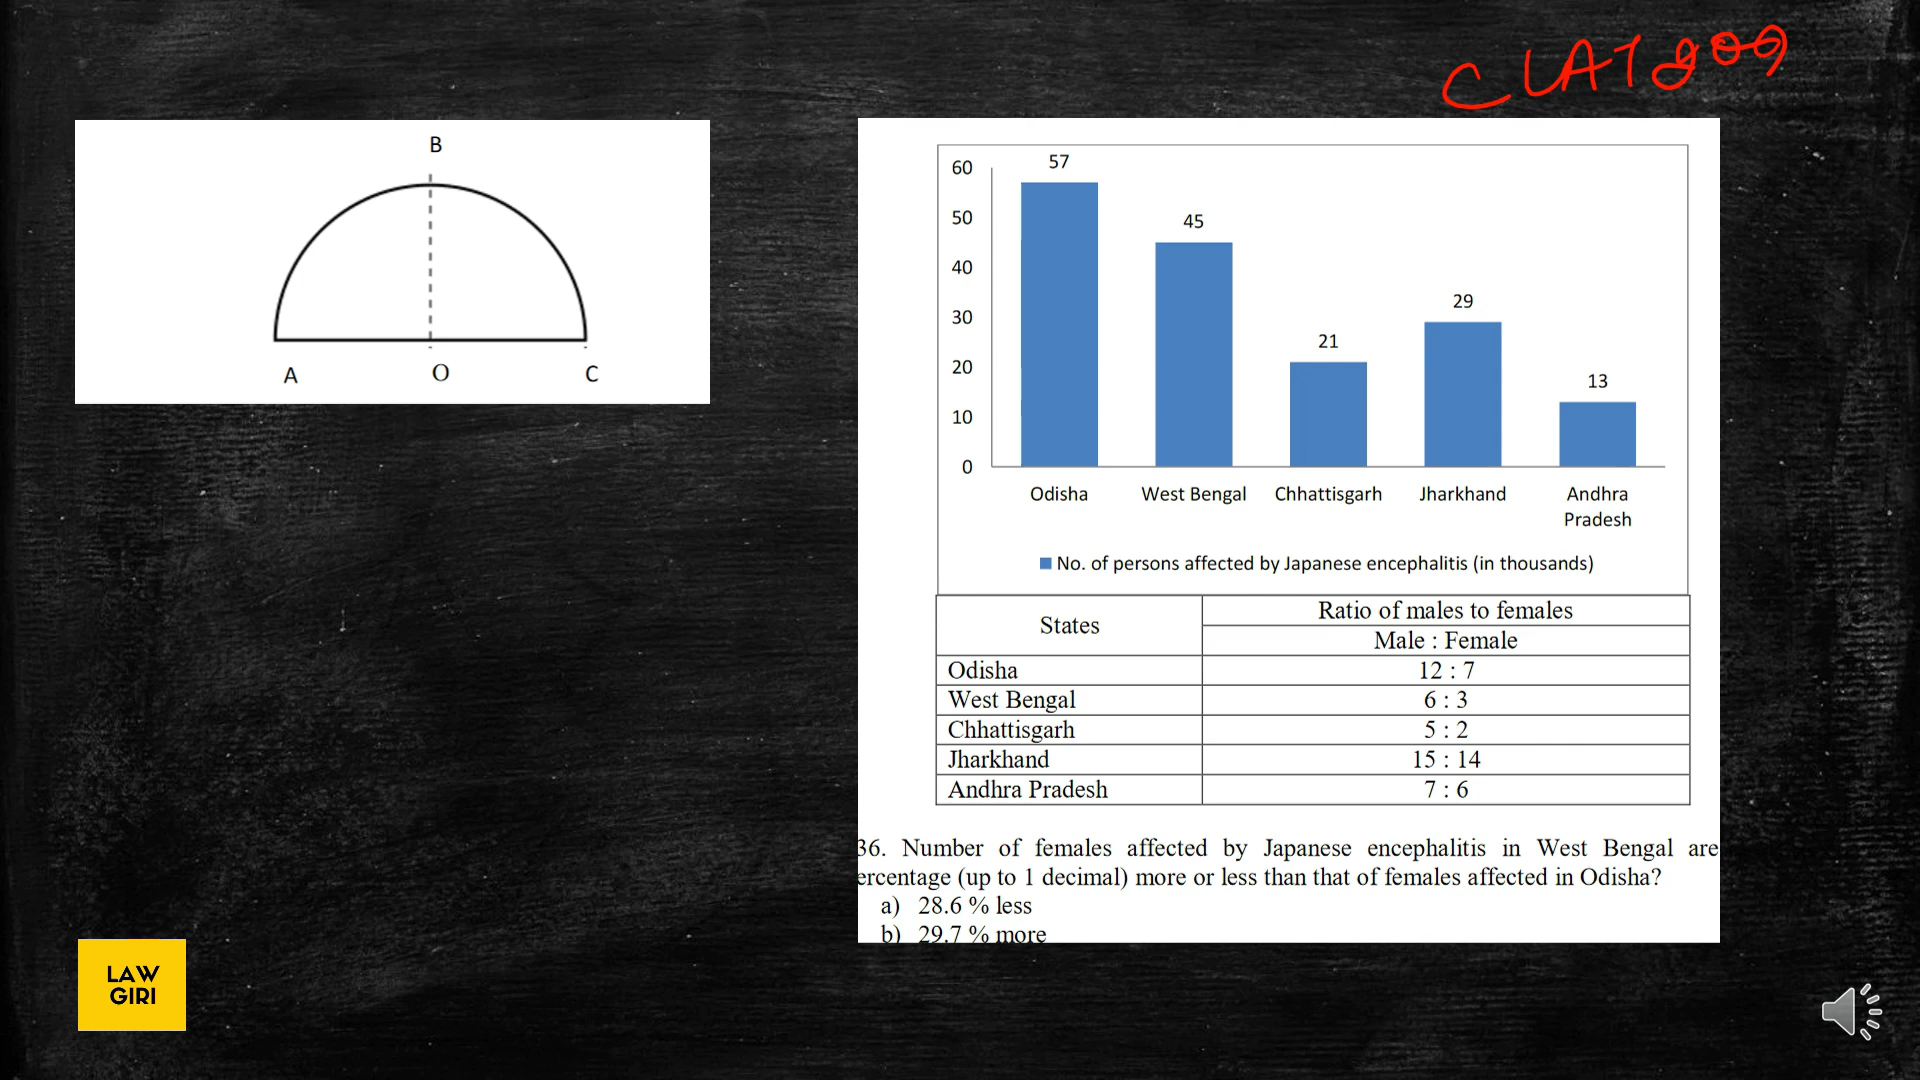 CLAT 209
B
A O C
60
50
40
30
20
10
0
57
45
21
29
13
Odisha West Bengal Chhattisgarh Jharkhand Andhra
Pradesh
No. of persons affected by Japanese encephalitis (in thousands)
States
Ratio of males to females
Male : Female
Odisha 12 : 7
West Bengal 6 : 3
Chhattisgarh 5 : 2
Jharkhand 15 : 14
Andhra Pradesh 7 : 6
36. Number of females affected by Japanese encephalitis in West Bengal are
ercentage (up to 1 decimal) more or less than that of females affected in Odisha?
a) 28.6 % less
b) 29.7 % more
LAW
GIRI